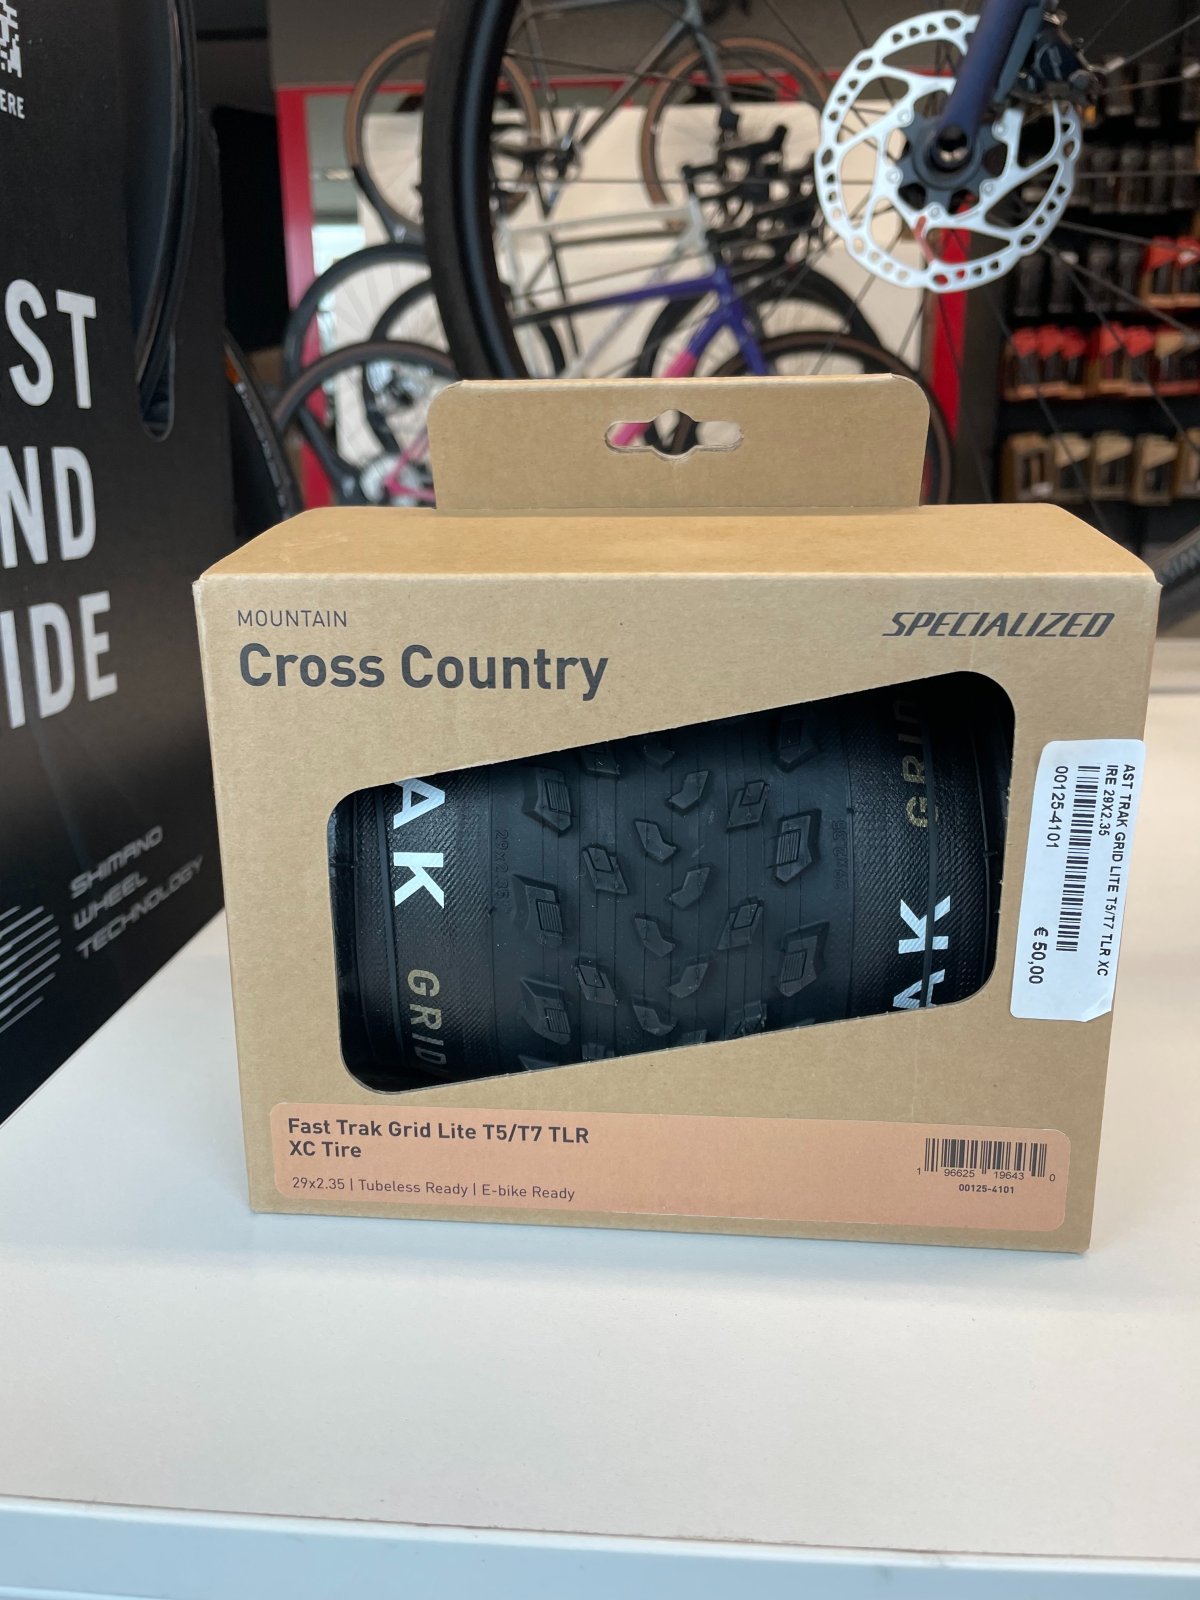 ERE
ST
ND
IDE
SHIMANO
WHEEL
TECHNOLOGY
MOUNTAIN
Cross Country
SPECIALIZED
AK
GRID
29x2.35
GRID
AK
AST TRAK GRID LITE T5/T7 TLR XC
IRE 29X2.35
00125-4101
€ 50,00
Fast Trak Grid Lite T5/T7 TLR
XC Tire
29x2.35 | Tubeless Ready | E-bike Ready
1 96625 19643 0
00125-4101